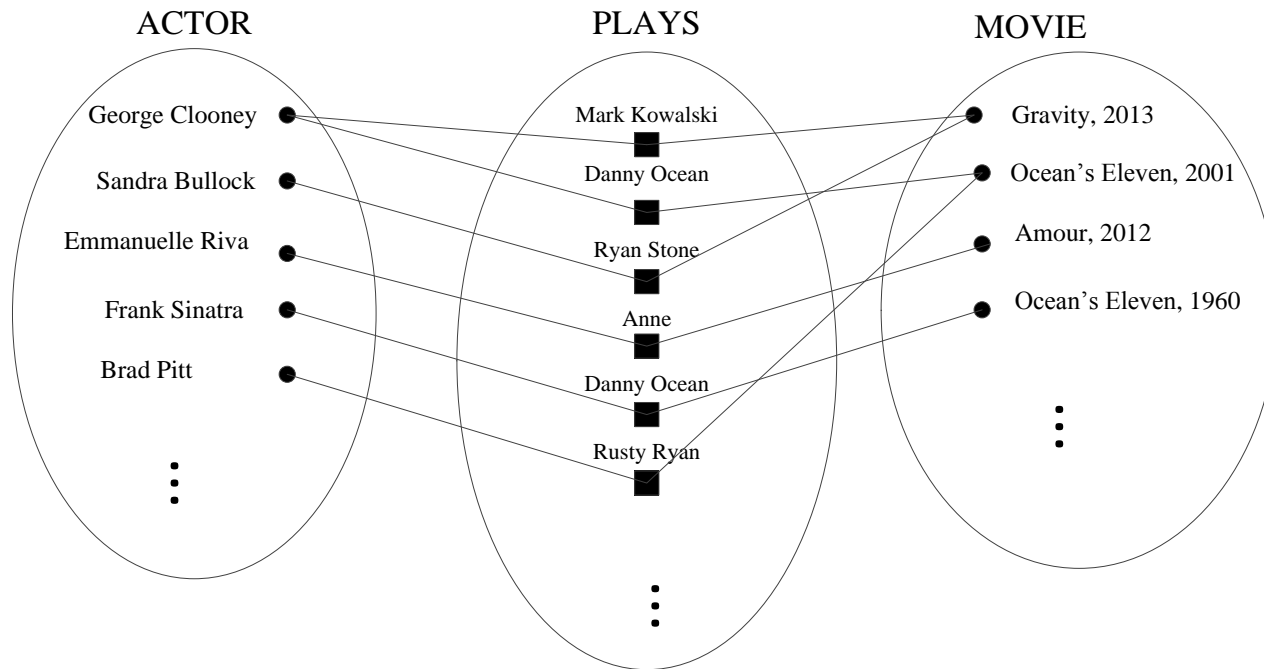 ACTOR
George Clooney
Sandra Bullock
Emmanuelle Riva
Frank Sinatra
Brad Pitt
PLAYS
Mark Kowalski
Danny Ocean
Ryan Stone
Anne
Danny Ocean
Rusty Ryan
MOVIE
Gravity, 2013
Ocean’s Eleven, 2001
Amour, 2012
Ocean’s Eleven, 1960